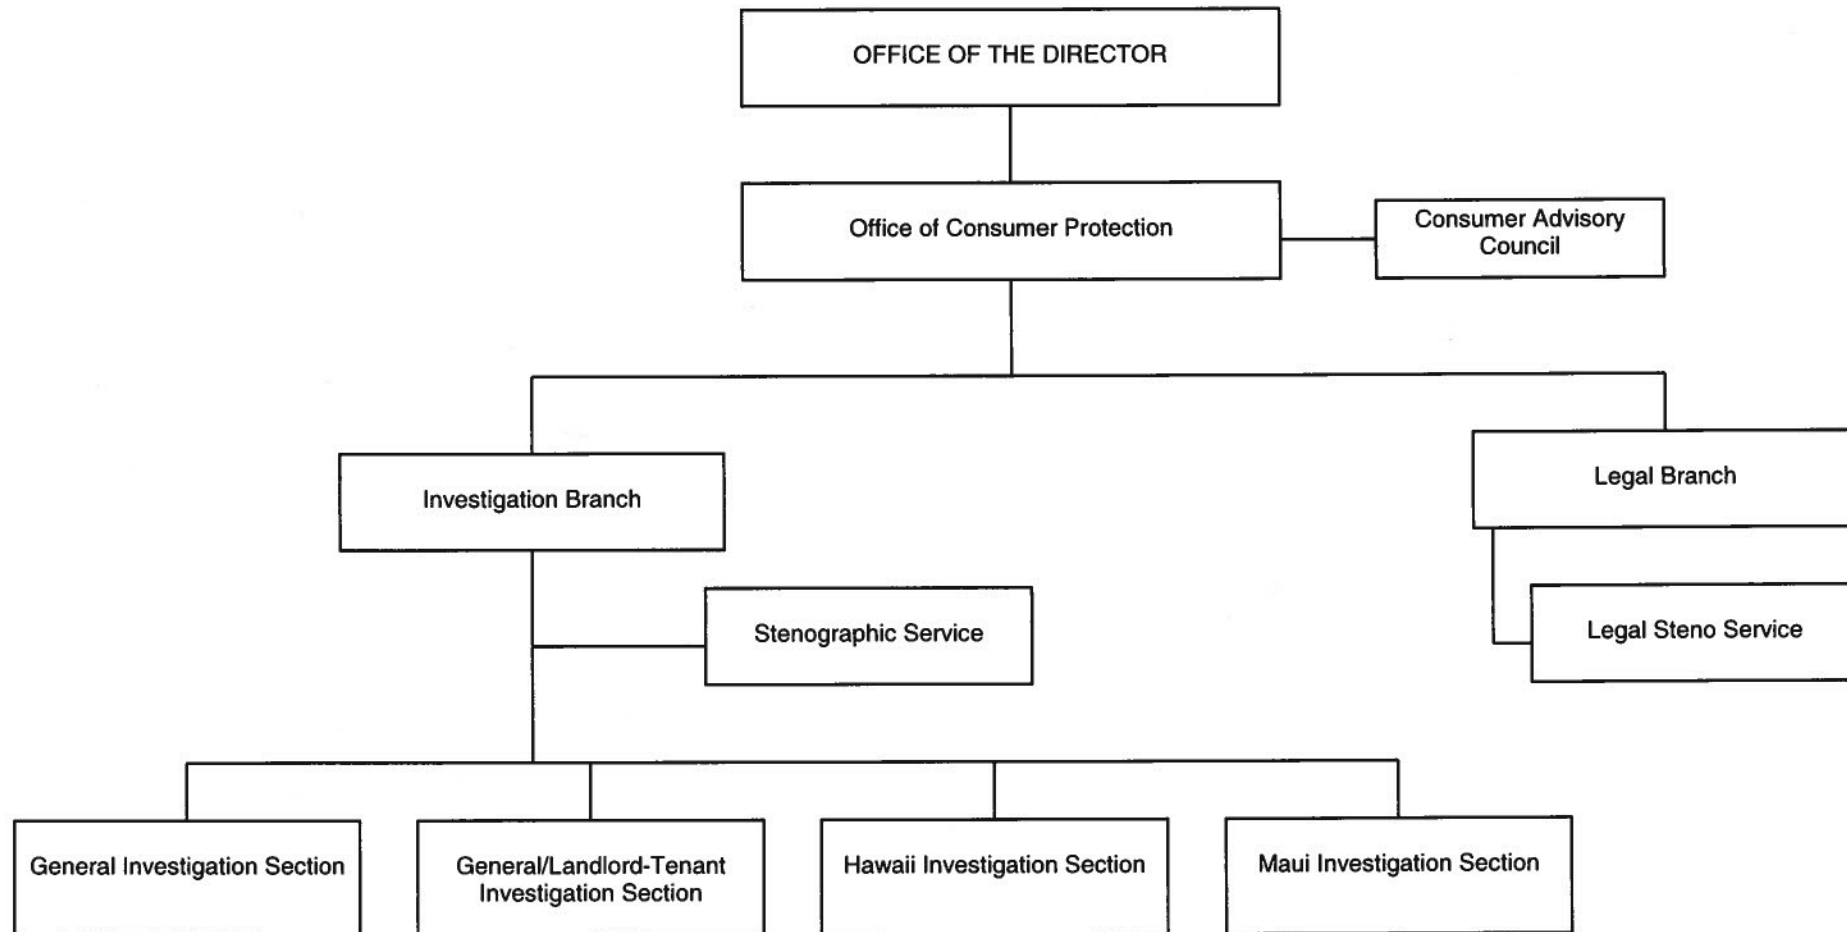 OFFICE OF THE DIRECTOR
Office of Consumer Protection
Consumer Advisory
Council
Investigation Branch
Legal Branch
Stenographic Service
Legal Steno Service
General Investigation Section
General/Landlord-Tenant
Investigation Section
Hawaii Investigation Section
Maui Investigation Section